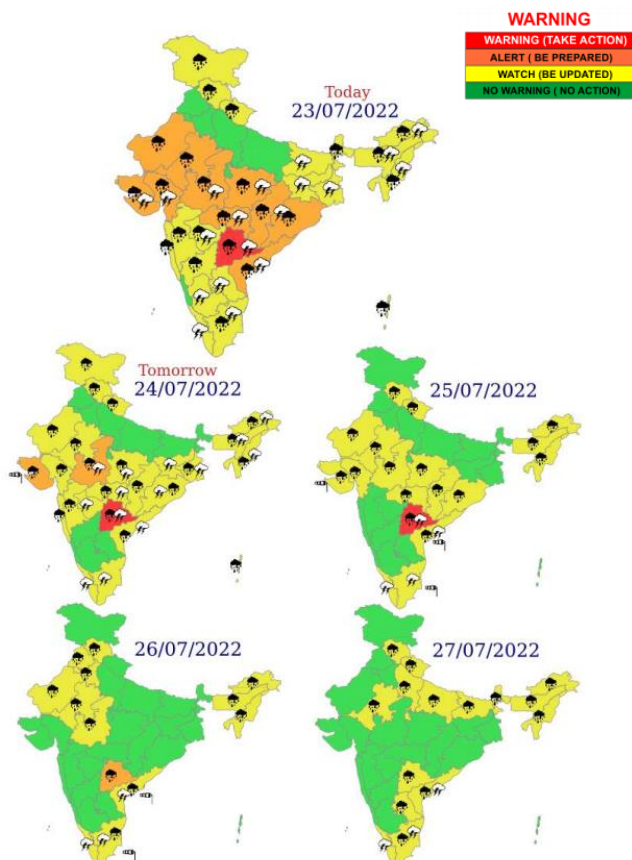 WARNING
WARNING (TAKE ACTION)
ALERT ( BE PREPARED)
WATCH (BE UPDATED)
NO WARNING ( NO ACTION)
Today
23/07/2022
Tomorrow
24/07/2022
25/07/2022
26/07/2022
27/07/2022